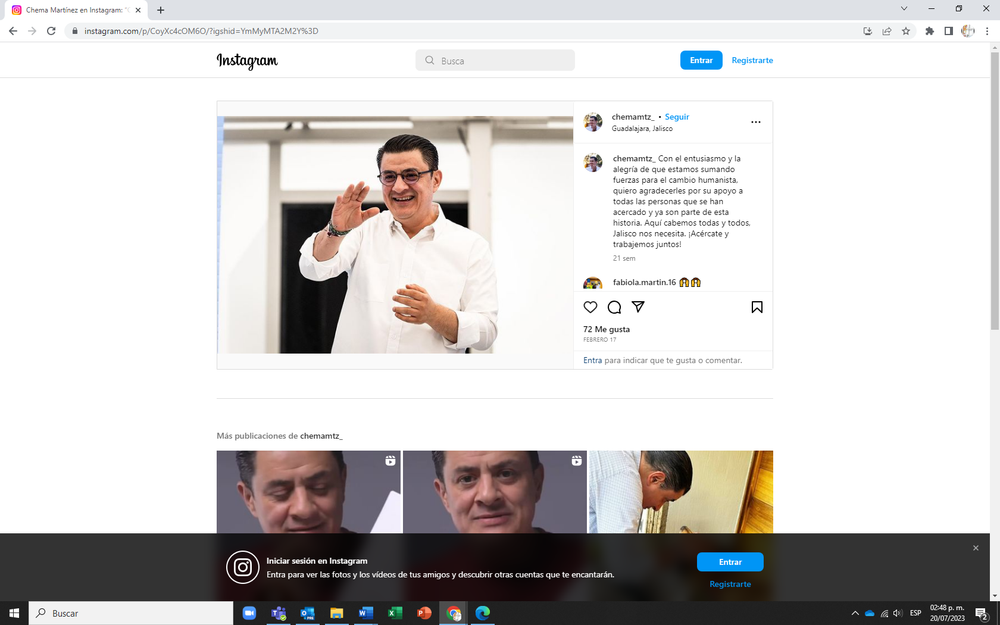 Chema Martínez en Instagram: "C
instagram.com/p/CoyXc4cOM6O/?igshid=YmMyMTA2M2Y%3D
Instagram
Busca
Entrar
Registrarte
chemamtz_ • Seguir
Guadalajara, Jalisco
chemamtz_ Con el entusiasmo y la
alegría de que estamos sumando
fuerzas para el cambio humanista,
quiero agradecerles por su apoyo a
todas las personas que se han
acercado y ya son parte de esta
historia. Aquí cabemos todas y todos,
Jalisco nos necesita. ¡Acércate y
trabajemos juntos!
21 sem
fabiola.martin.16 🙌🙌
72 Me gusta
FEBRERO 17
Entra para indicar que te gusta o comentar.
Más publicaciones de chemamtz_
Iniciar sesión en Instagram
Entra para ver las fotos y los vídeos de tus amigos y descubrir otras cuentas que te encantarán.
Entrar
Registrarte
Buscar
PRE
ESP
02:48 p. m.
20/07/2023
2